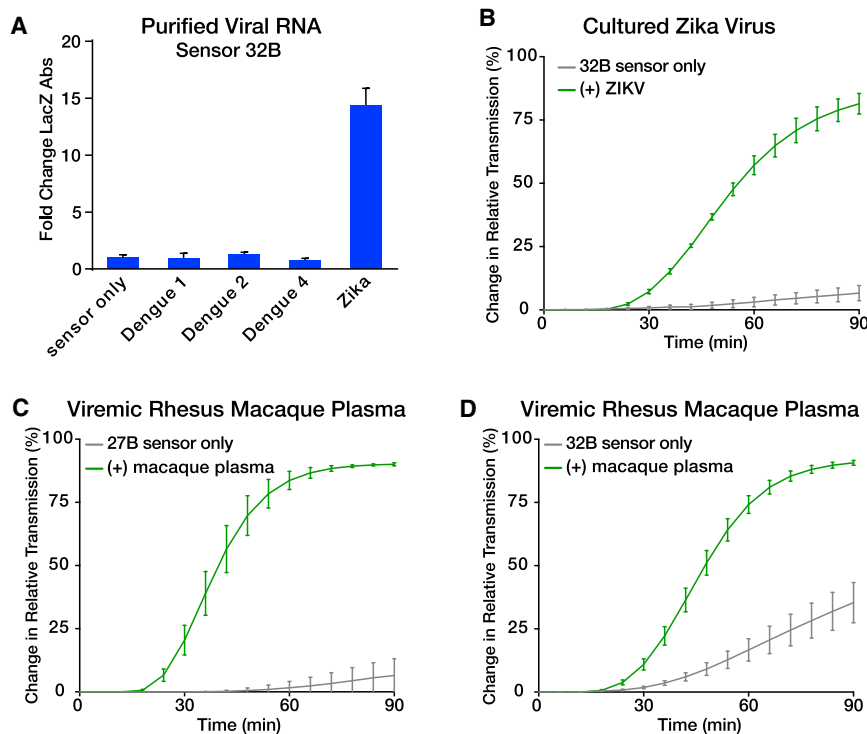 A
Purified Viral RNA
Sensor 32B
Fold Change LacZ Abs
20
15
10
5
0
sensor only
Dengue 1
Dengue 2
Dengue 4
Zika
B
Cultured Zika Virus
Change in Relative Transmission (%)
100
75
50
25
0
32B sensor only
(+) ZIKV
0 30 60 90
Time (min)
C
Viremic Rhesus Macaque Plasma
Change in Relative Transmission (%)
100
75
50
25
0
27B sensor only
(+) macaque plasma
0 30 60 90
Time (min)
D
Viremic Rhesus Macaque Plasma
Change in Relative Transmission (%)
100
75
50
25
0
32B sensor only
(+) macaque plasma
0 30 60 90
Time (min)